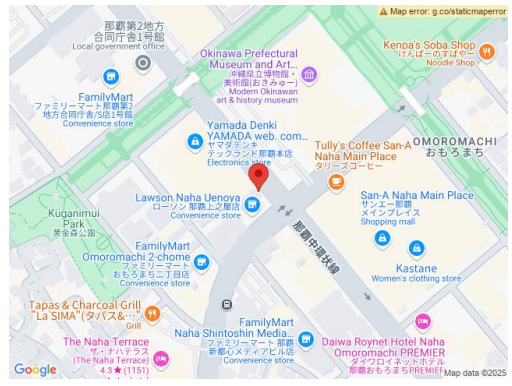 Map error: g.co/staticmaperror
那覇第2地方
合同庁舎1号館
Local government office
Okinawa Prefectural
Museum and Art...
沖縄県立博物館・
美術館(おきみゅー)
Modern Okinawan
art & history museum
Kenpa's Soba Shop
けんぱーのすばやー
Noodle Shop
FamilyMart
ファミリーマート那覇第2
地方合同庁舎/S店1号館
Convenience store
Yamada Denki
YAMADA web. com...
ヤマダデンキ
テックランド那覇本店
Electronics store
Tully's Coffee San-A
Naha Main Place
タリーズコーヒー
OMOROMACHI
おもろまち
Lawson Naha Uenoya
ローソン 那覇上之屋店
Convenience store
San-A Naha Main Place
サンエー那覇
メインプレイス
Shopping mall
Kuganimui
Park
黄金森公園
那覇中環状線
FamilyMart
Omoromachi 2-chome
ファミリーマート
おもろまち二丁目店
Convenience store
Kastane
Women's clothing store
Tapas & Charcoal Grill
"La SIMA"(タパス&…"
Grill
FamilyMart
Naha Shintoshin Media...
ファミリーマート 那覇
新都心メディアビル店
Convenience store
The Naha Terrace
ザ・ナハテラス
(The Naha Terrace)
4.3★(1151)
Daiwa Roynet Hotel Naha
Omoromachi PREMIER
ダイワロイネットホテル
那覇おもろまちPREMIER
Google
Map data ©2025